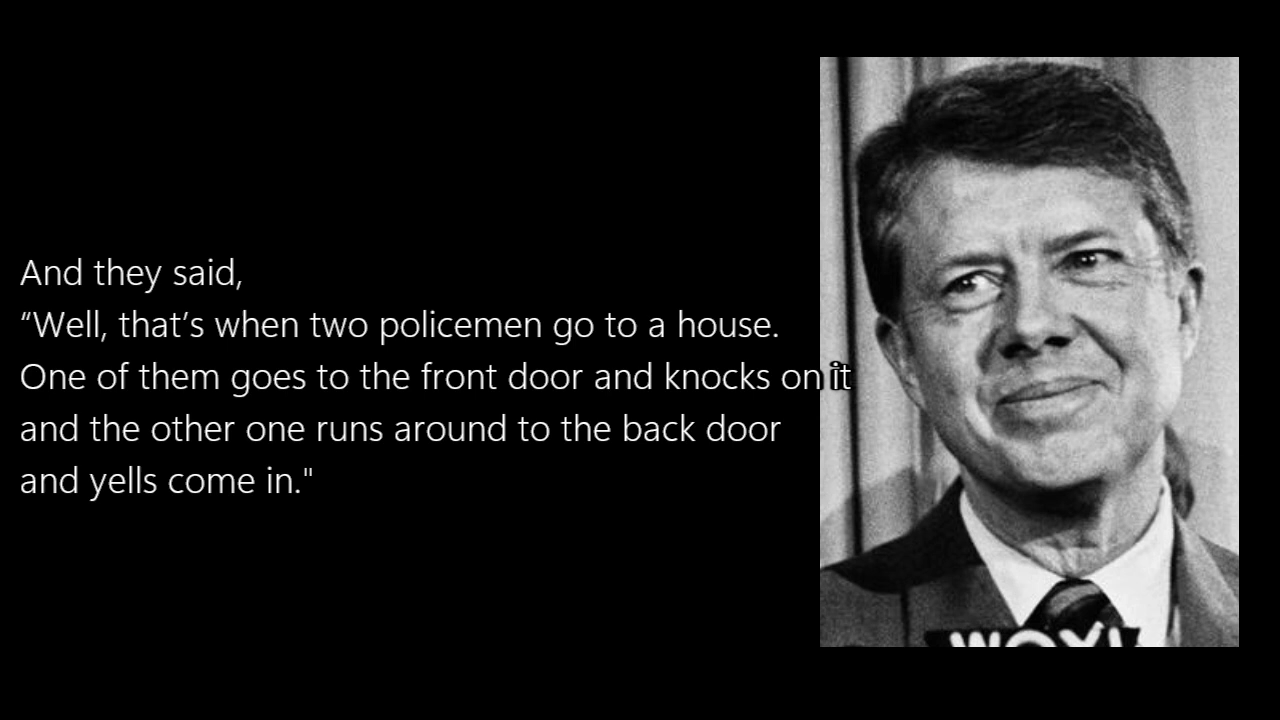 And they said,
“Well, that’s when two policemen go to a house.
One of them goes to the front door and knocks on it
and the other one runs around to the back door
and yells come in."